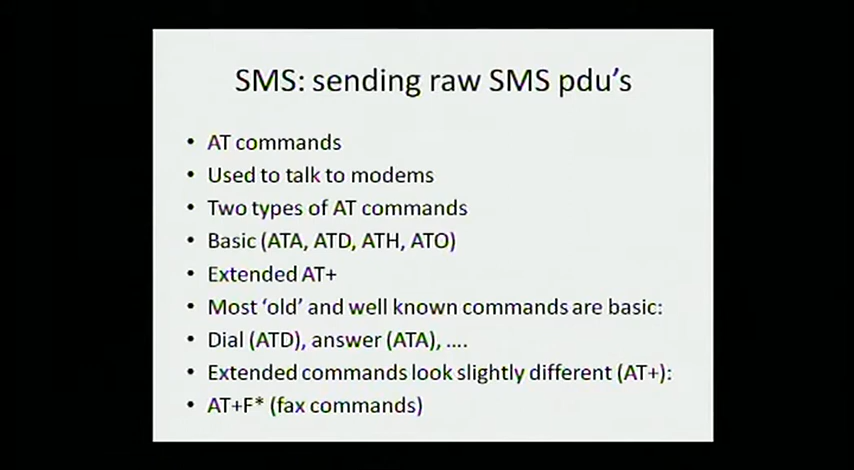 SMS: sending raw SMS pdu's
• AT commands
• Used to talk to modems
• Two types of AT commands
• Basic (ATA, ATD, ATH, ATO)
• Extended AT+
• Most ‘old’ and well known commands are basic:
• Dial (ATD), answer (ATA), ....
• Extended commands look slightly different (AT+):
• AT+F* (fax commands)